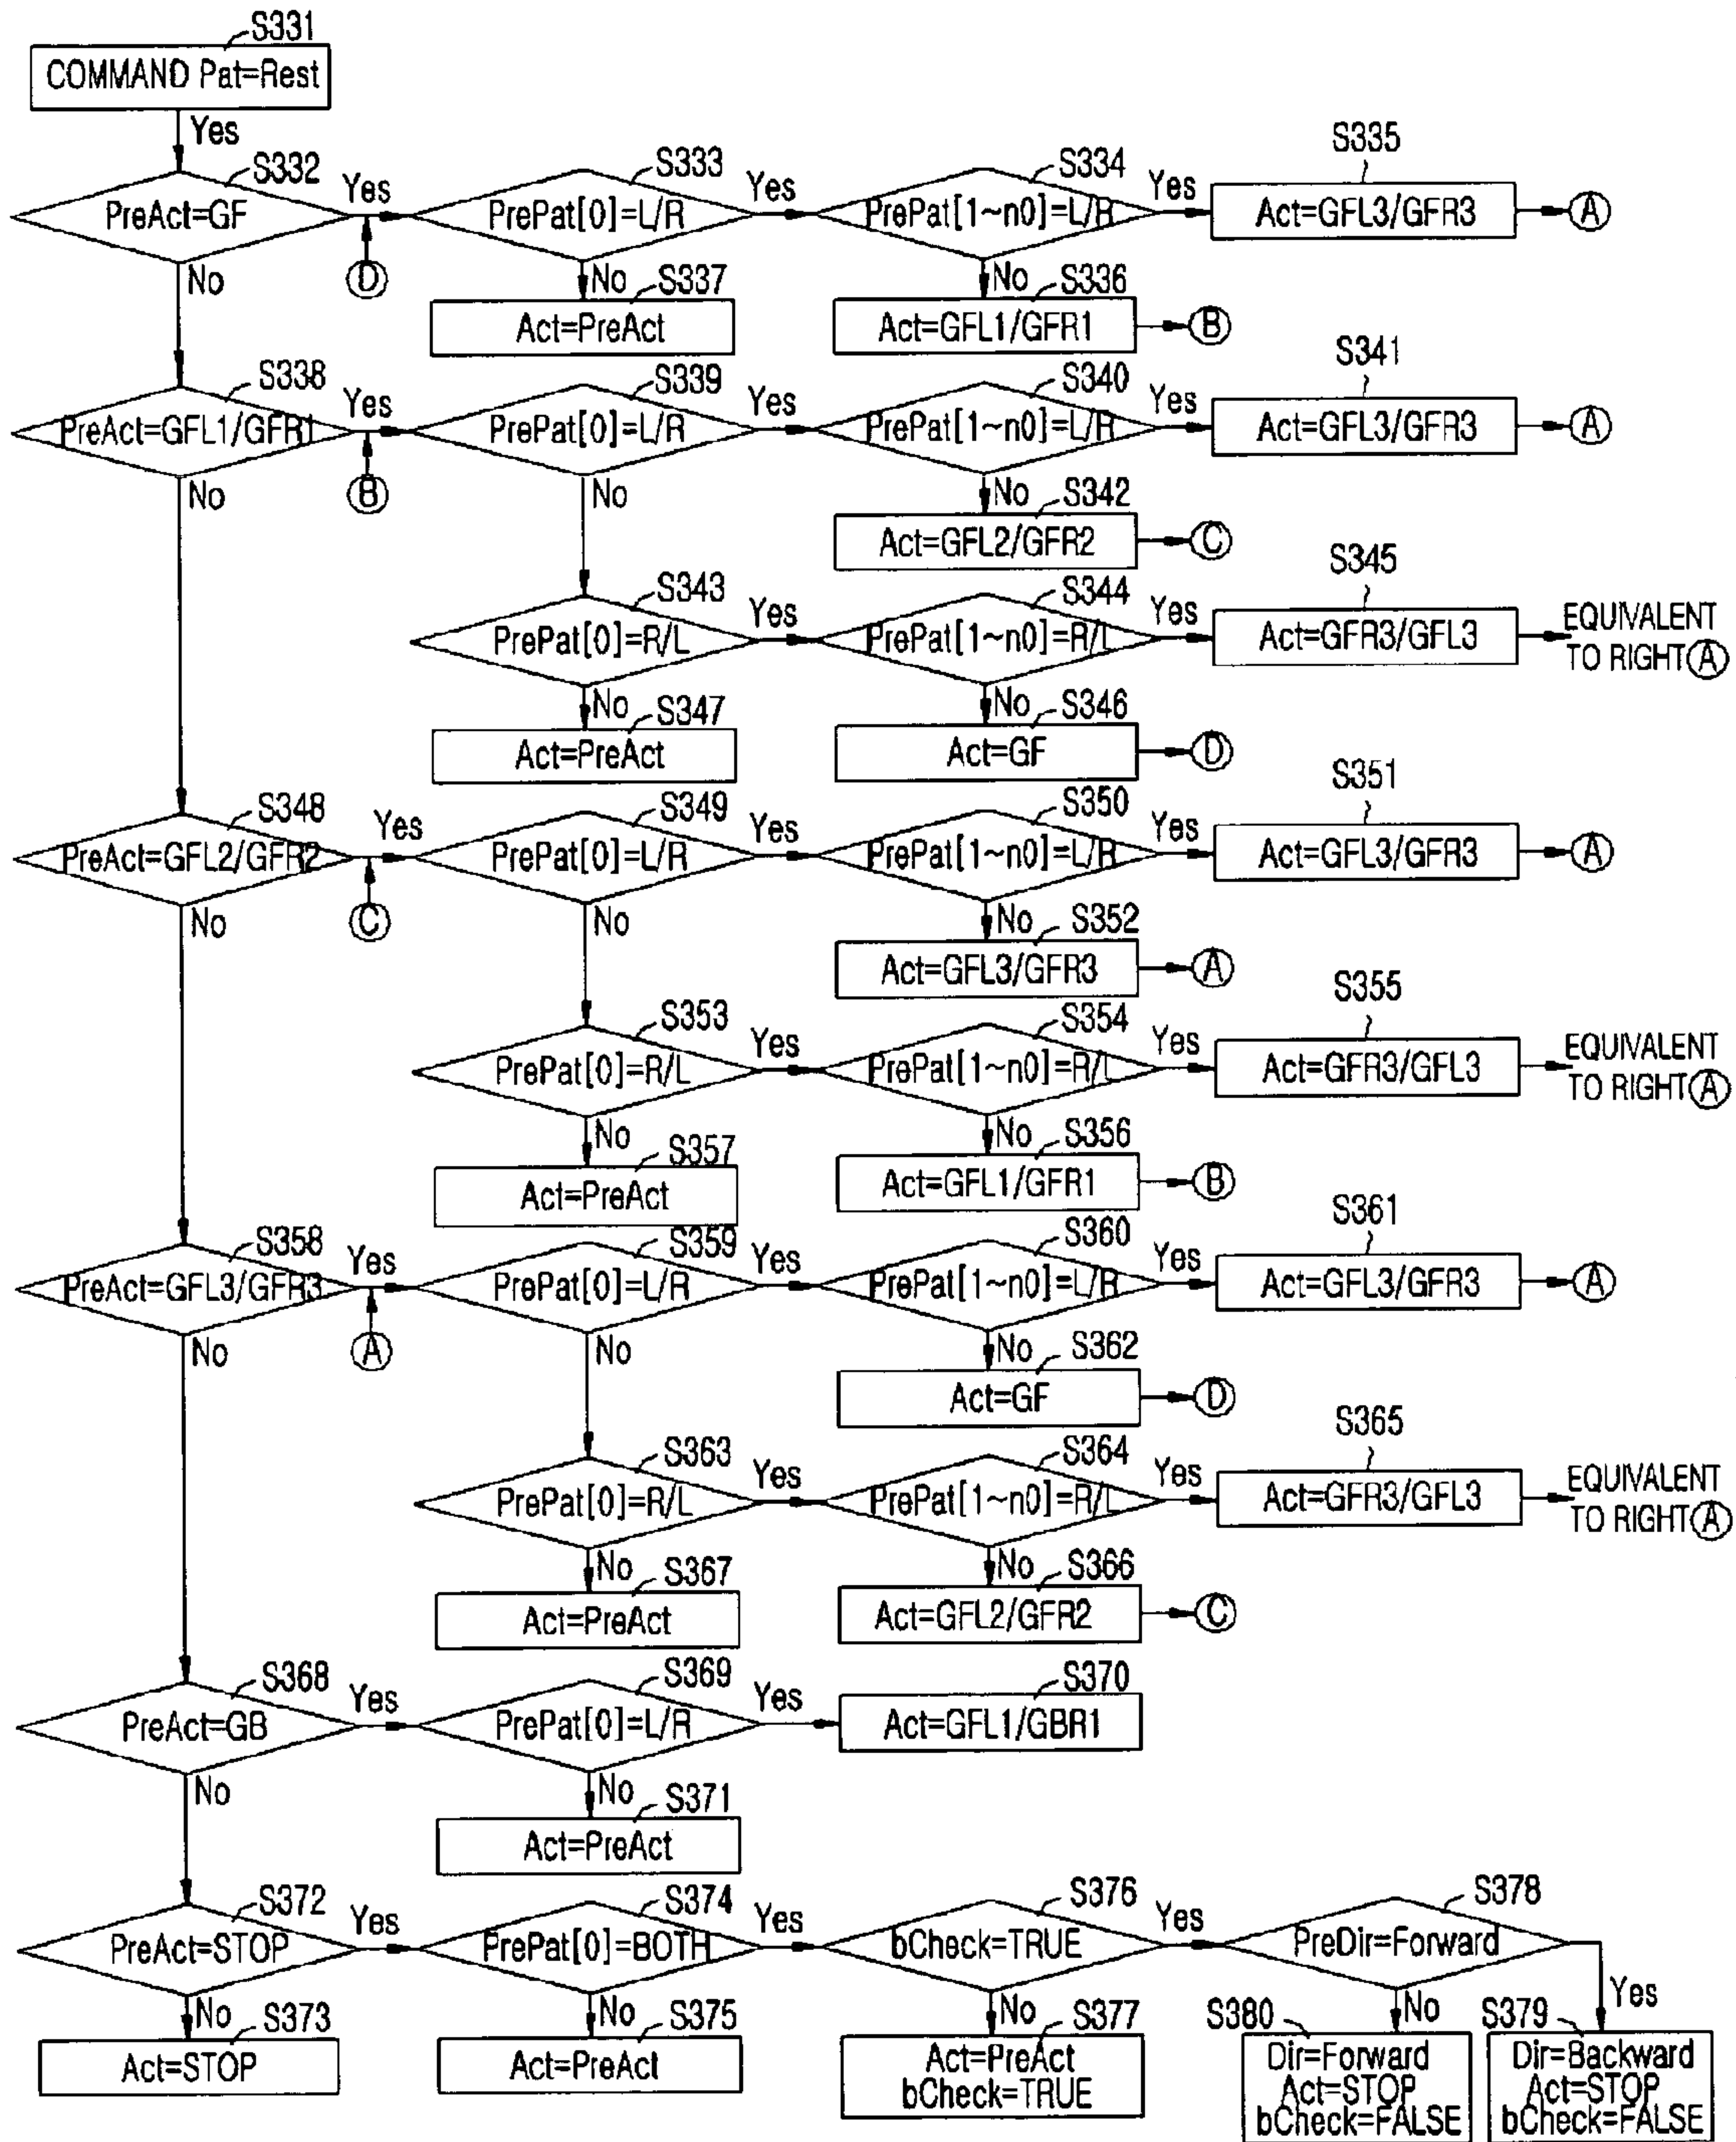 S331
COMMAND Pat=Rest
Yes
S332
PreAct=GF
Yes
D
No
S333
PrePat[0]=L/R
Yes
S334
PrePat[1~n0]=L/R
Yes
S335
Act=GFL3/GFR3
A
No
S337
Act=PreAct
No
S336
Act=GFL1/GFR1
B
S338
PreAct=GFL1/GFR1
Yes
B
No
S339
PrePat[0]=L/R
Yes
S340
PrePat[1~n0]=L/R
Yes
S341
Act=GFL3/GFR3
A
No
No
S342
Act=GFL2/GFR2
C
S343
PrePat[0]=R/L
Yes
S344
PrePat[1~n0]=R/L
Yes
S345
Act=GFR3/GFL3
EQUIVALENT
TO RIGHT A
No
S347
Act=PreAct
No
S346
Act=GF
D
S348
PreAct=GFL2/GFR2
Yes
C
No
S349
PrePat[0]=L/R
Yes
S350
PrePat[1~n0]=L/R
Yes
S351
Act=GFL3/GFR3
A
No
No
S352
Act=GFL3/GFR3
A
S353
PrePat[0]=R/L
Yes
S354
PrePat[1~n0]=R/L
Yes
S355
Act=GFR3/GFL3
EQUIVALENT
TO RIGHT A
No
S357
Act=PreAct
No
S356
Act=GFL1/GFR1
B
S358
PreAct=GFL3/GFR3
Yes
A
No
S359
PrePat[0]=L/R
Yes
S360
PrePat[1~n0]=L/R
Yes
S361
Act=GFL3/GFR3
A
No
No
S362
Act=GF
D
S363
PrePat[0]=R/L
Yes
S364
PrePat[1~n0]=R/L
Yes
S365
Act=GFR3/GFL3
EQUIVALENT
TO RIGHT A
No
S367
Act=PreAct
No
S366
Act=GFL2/GFR2
C
S368
PreAct=GB
Yes
No
S369
PrePat[0]=L/R
Yes
S370
Act=GFL1/GBR1
No
S371
Act=PreAct
S372
PreAct=STOP
Yes
S374
PrePat[0]=BOTH
Yes
S376
bCheck=TRUE
Yes
S378
PreDir=Forward
Yes
No
S373
Act=STOP
No
S375
Act=PreAct
No
S377
Act=PreAct
bCheck=TRUE
No
S380
Dir=Forward
Act=STOP
bCheck=FALSE
S379
Dir=Backward
Act=STOP
bCheck=FALSE